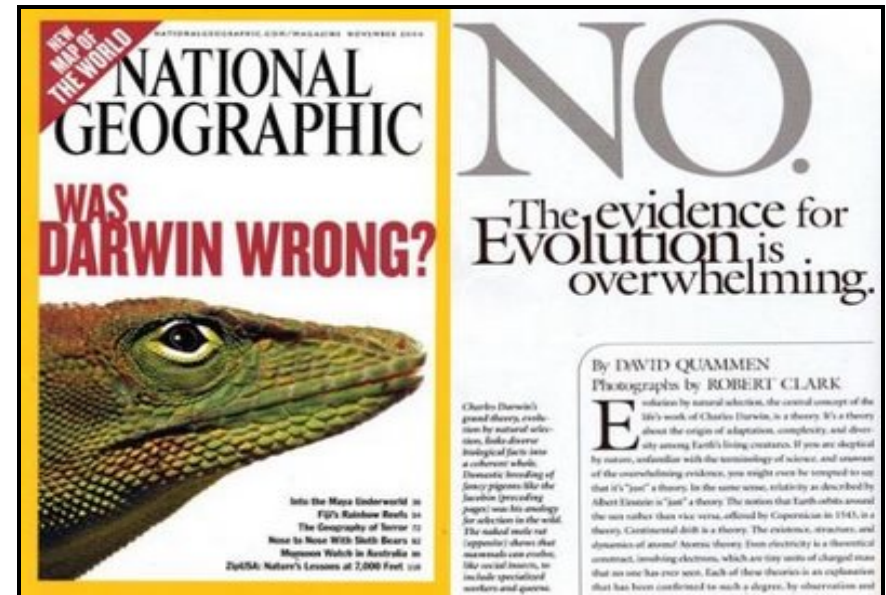 NEW
MAP OF
THE WORLD
NATIONALGEOGRAPHIC.COM/MAGAZINE NOVEMBER 2004
NATIONAL
GEOGRAPHIC
WAS
DARWIN WRONG?
Into the Maya Underworld 36
Fiji's Rainbow Reefs 54
The Geography of Terror 72
Nose to Nose With Sloth Bears 82
Monsoon Watch in Australia
ZipUSA: Nature's Lessons at 7,000 Feet
NO.
The evidence for
Evolution is
overwhelming.
Charles Darwin's
grand theory, evolu-
tion by natural selec-
tion, links diverse
biological facts into
a coherent whole.
Domestic breeding of
fancy pigeons like the
Jacobin (preceding
pages) was his analogy
for selection in the wild.
The naked mole rat
(opposite) shows that
mammals can evolve,
like social insects, to
include specialized
workers and queens.
By DAVID QUAMMEN
Photographs by ROBERT CLARK
Evolution by natural selection, the central concept of the
life's work of Charles Darwin, is a theory. It's a theory
about the origin of adaptation, complexity, and diver-
sity among Earth's living creatures. If you are skeptical
by nature, unfamiliar with the terminology of science, and unaware
of the overwhelming evidence, you might even be tempted to say
that it's "just" a theory. In the same sense, relativity as described by
Albert Einstein is "just" a theory. The notion that Earth orbits around
the sun rather than vice versa, offered by Copernicus in 1543, is a
theory. Continental drift is a theory. The existence, structure, and
dynamics of atoms? Atomic theory. Even electricity is a theoretical
construct, involving electrons, which are tiny units of charged mass
that no one has ever seen. Each of these theories is an explanation
that has been confirmed to such a degree, by observation and